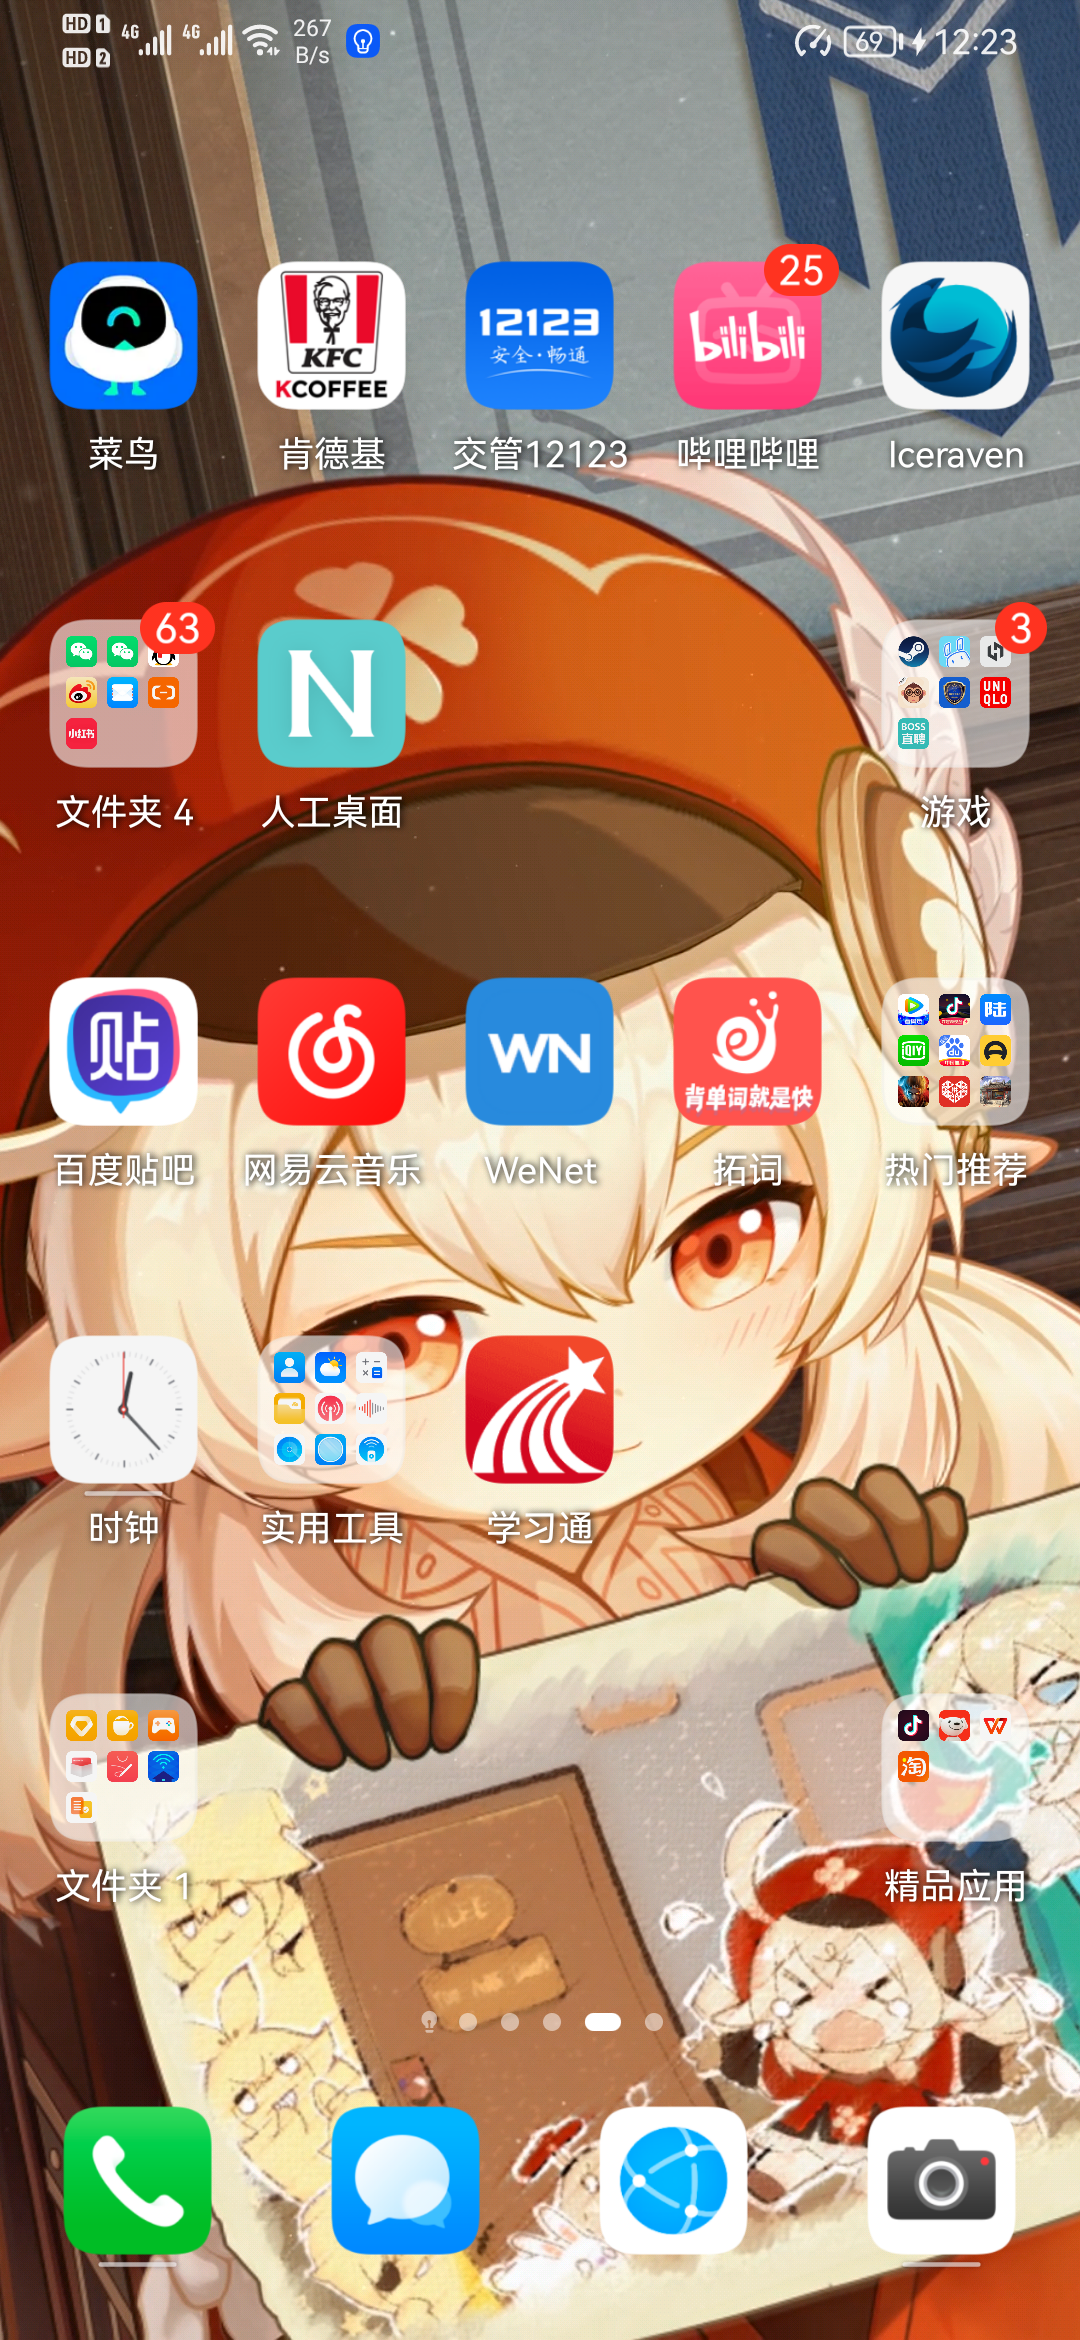 HD 1 4G 4G 267 B/s 69 12:23
HD 2
KFC
KCOFFEE
12123
安全·畅通
bilibili
25
菜鸟 肯德基 交管12123 哔哩哔哩 Iceraven
63
小红书
N
3
UNI
QLO
BOSS
直聘
文件夹 4 人工桌面 游戏
贴
WN
背单词就是快
陆
QIY
百度贴吧 网易云音乐 WeNet 拓词 热门推荐
时钟 实用工具 学习通
淘
文件夹 1 精品应用